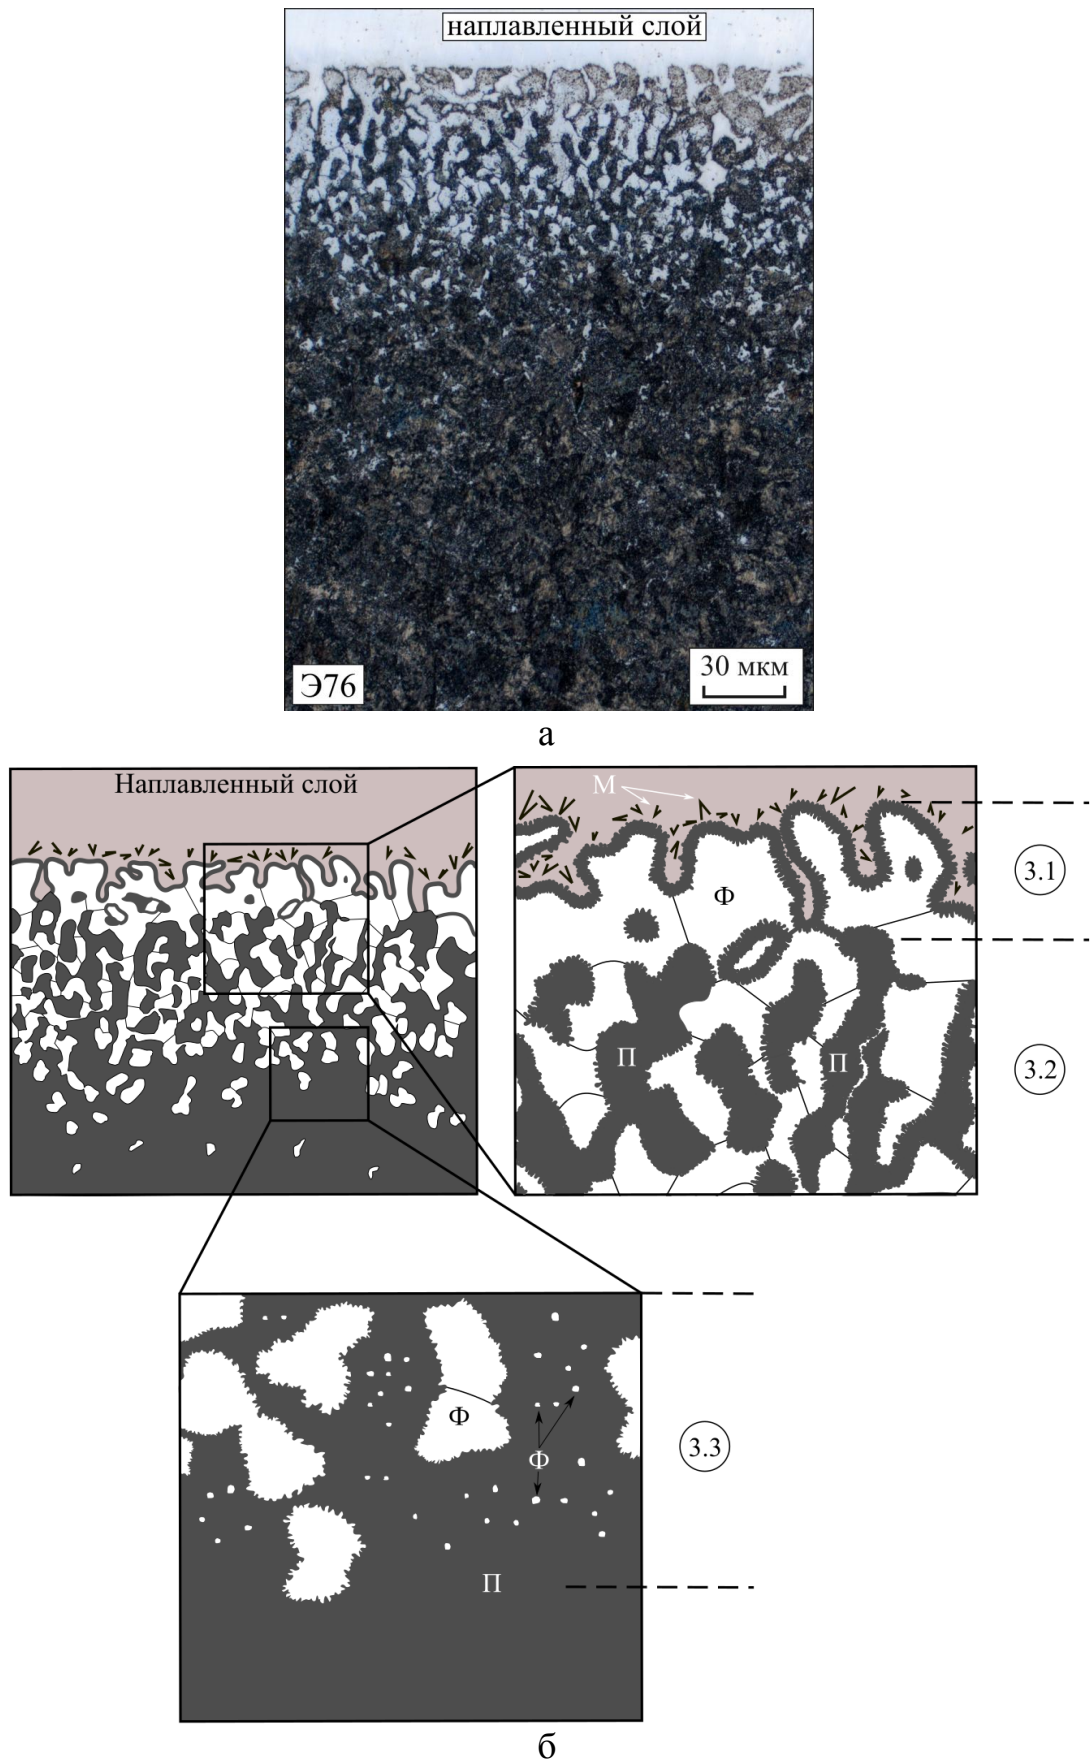 наплавленный слой
Э76
30 мкм
а
Наплавленный слой
М
Ф
П
П
3.1
3.2
Ф
Ф
П
3.3
б